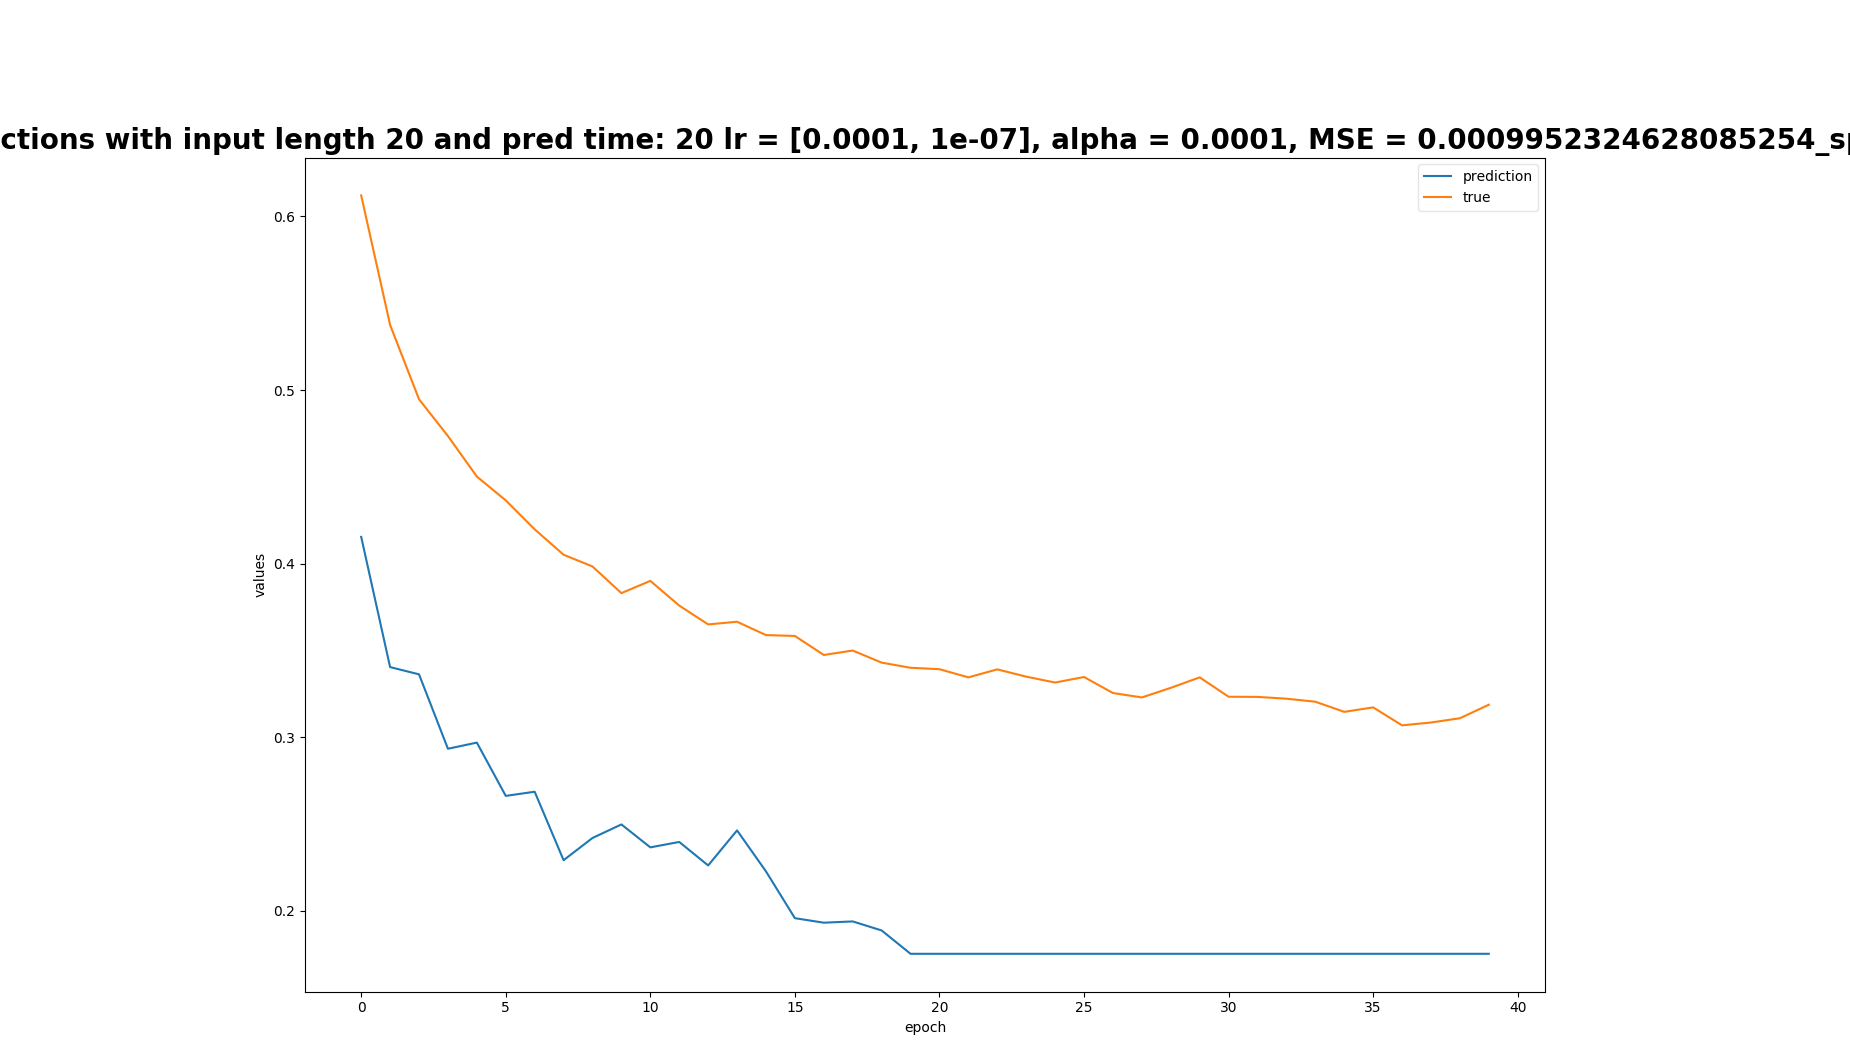 ctions with input length 20 and pred time: 20 lr = [0.0001, 1e-07], alpha = 0.0001, MSE = 0.0009952324628085254_sp
prediction
true
0.6
0.5
0.4
0.3
0.2
values
0 5 10 15 20 25 30 35 40
epoch